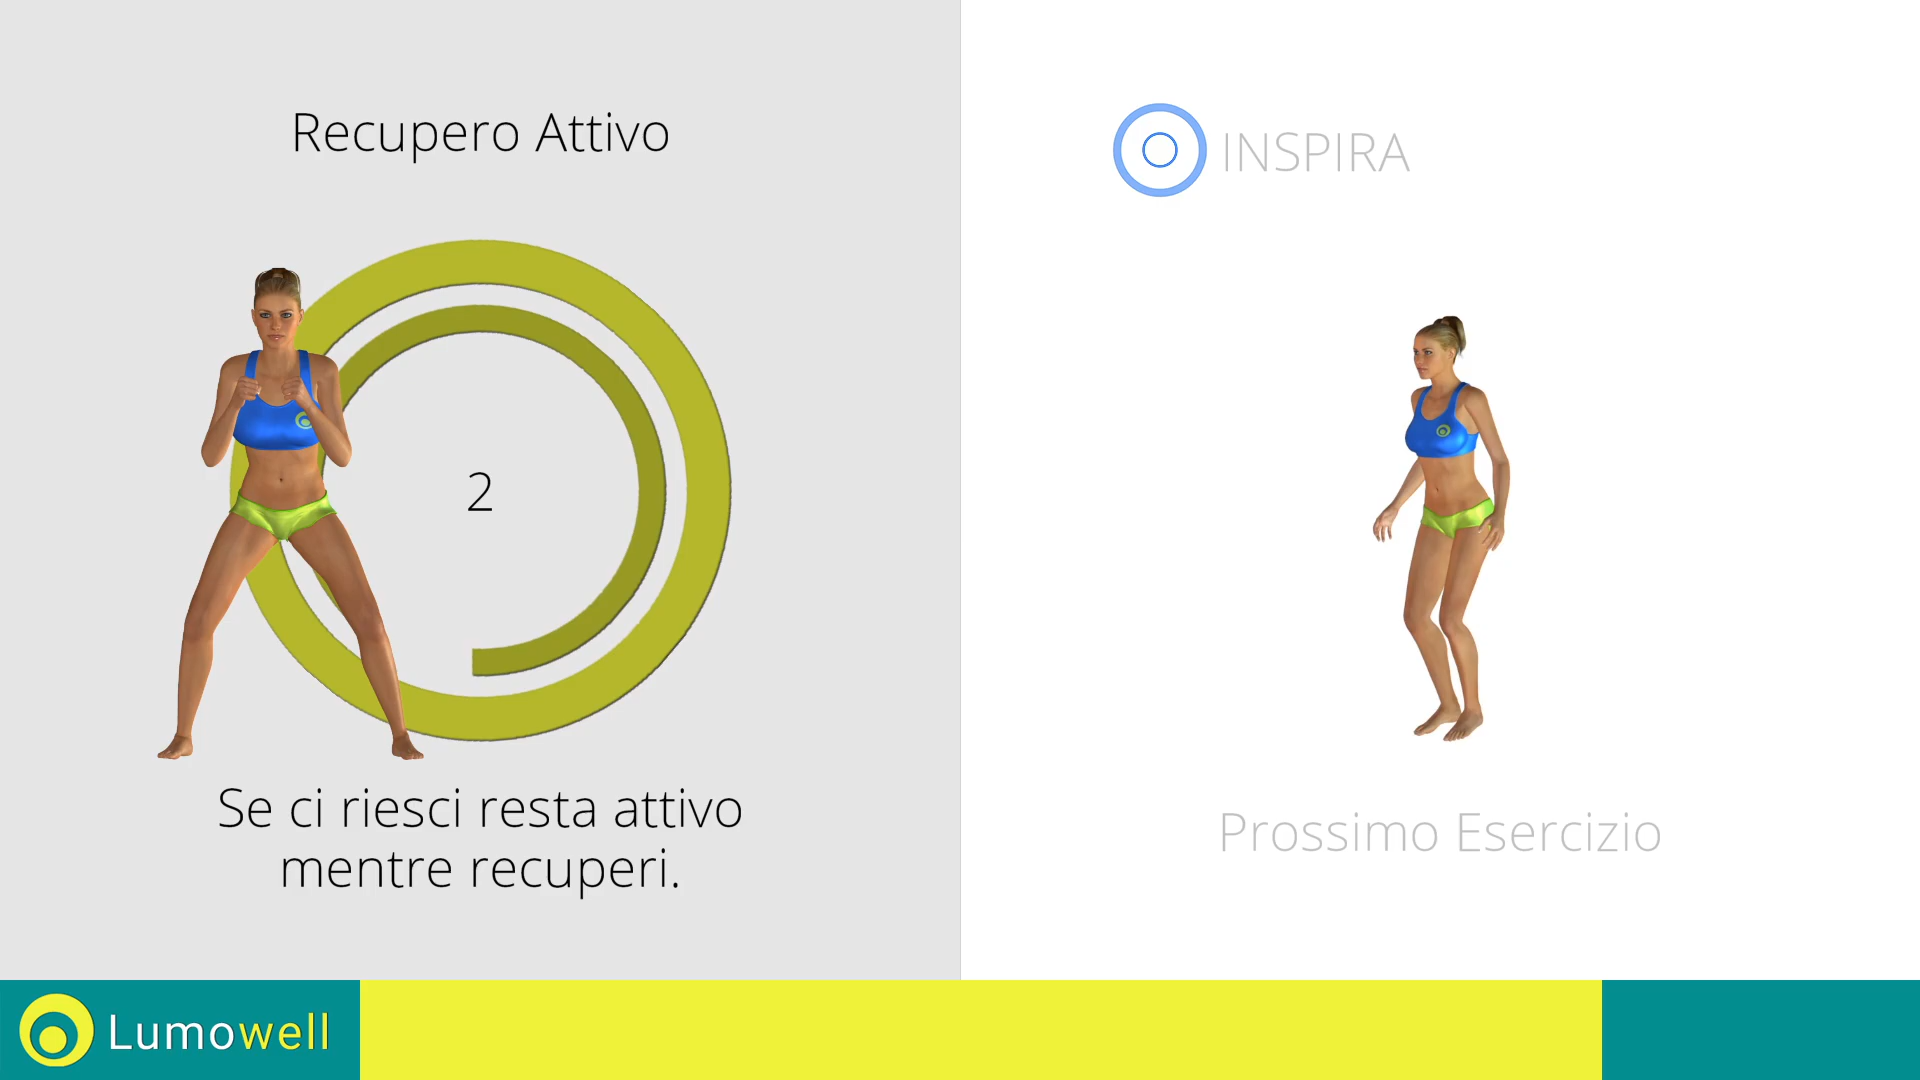 Recupero Attivo
INSPIRA
2
Se ci riesci resta attivo
mentre recuperi.
Prossimo Esercizio
Lumowell